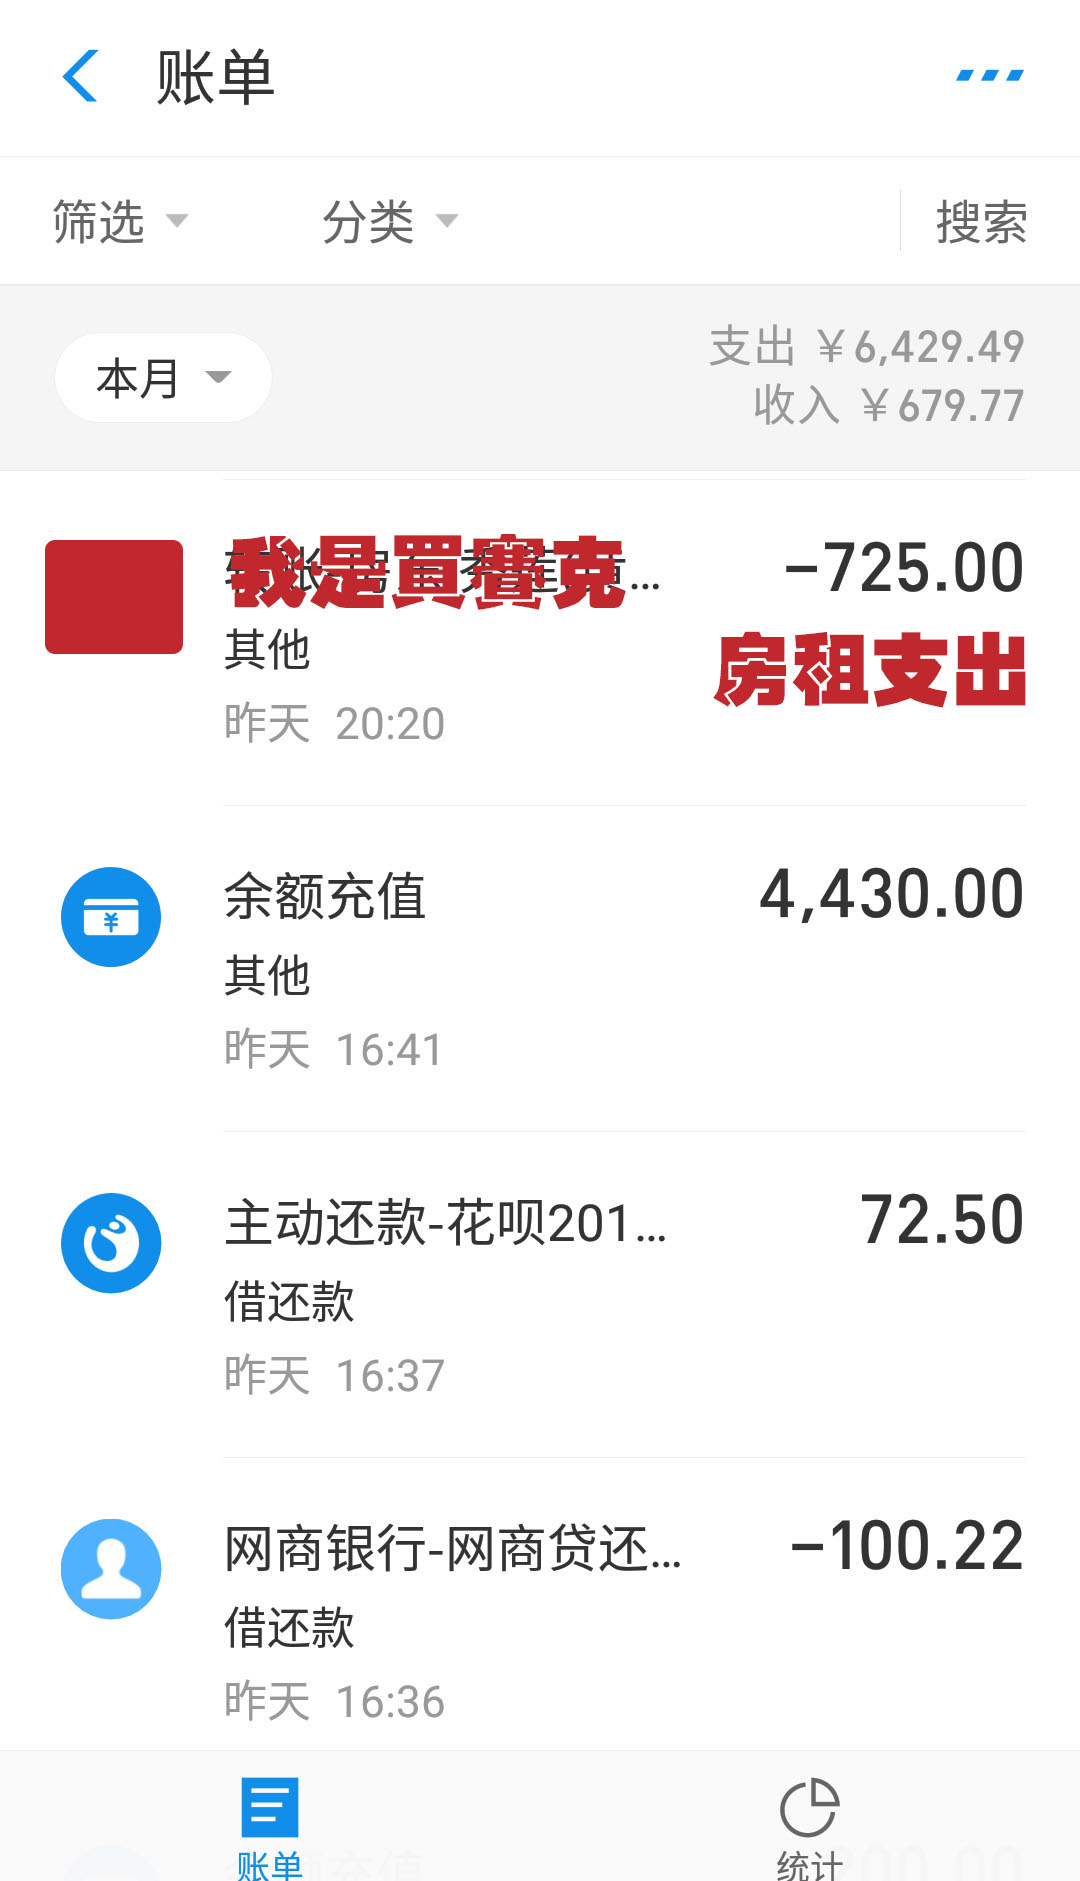 账单
筛选 分类 搜索
本月
支出 ¥6,429.49
收入 ¥679.77
我是買賽克
-725.00
其他
房租支出
昨天 20:20
余额充值 4,430.00
其他
昨天 16:41
主动还款-花呗201... 72.50
借还款
昨天 16:37
网商银行-网商贷还... -100.22
借还款
昨天 16:36
账单 统计